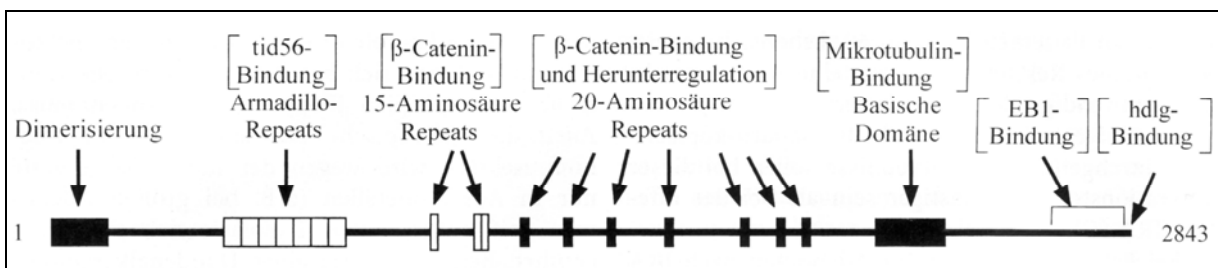 Dimerisierung
[tid56-
Bindung]
Armadillo-
Repeats
[β-Catenin-
Bindung]
15-Aminosäure
Repeats
[β-Catenin-Bindung
und Herunterregulation]
20-Aminosäure
Repeats
[Mikrotubulin-
Bindung]
Basische
Domäne
[EB1-
Bindung]
[hdlg-
Bindung]
1
2843